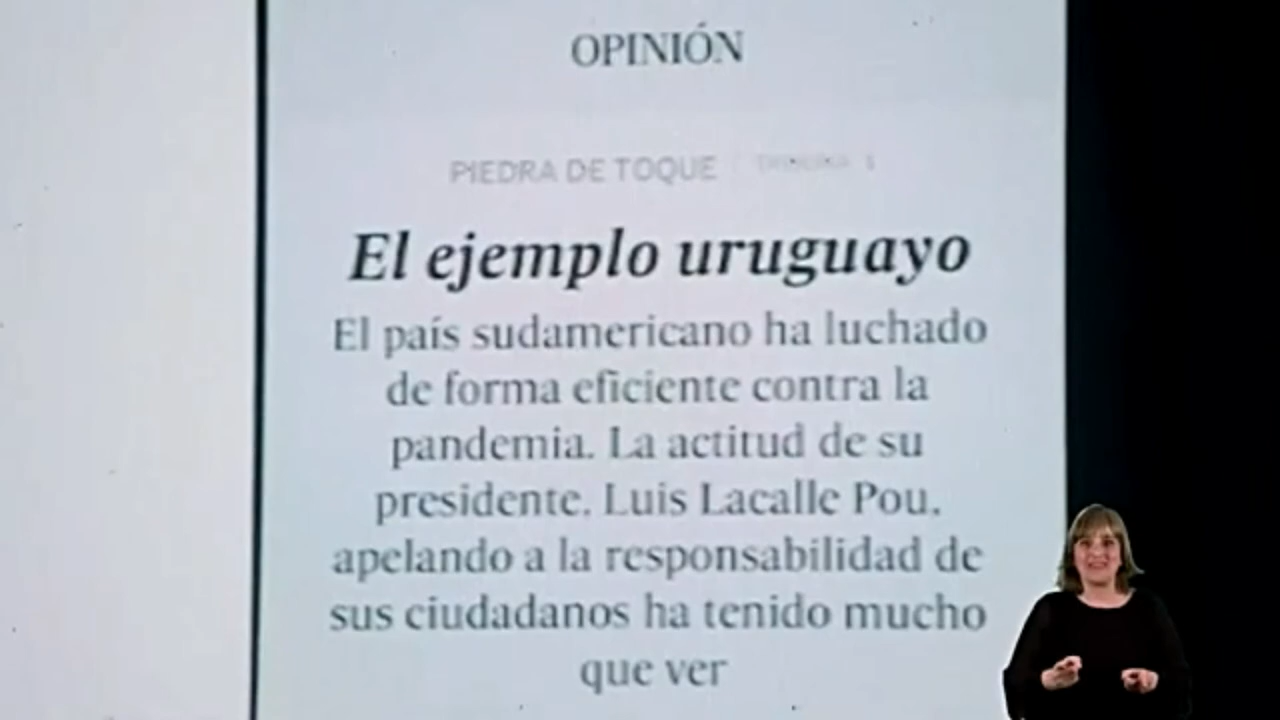 OPINIÓN
PIEDRA DE TOQUE
El ejemplo uruguayo
El país sudamericano ha luchado
de forma eficiente contra la
pandemia. La actitud de su
presidente, Luis Lacalle Pou,
apelando a la responsabilidad de
sus ciudadanos ha tenido mucho
que ver